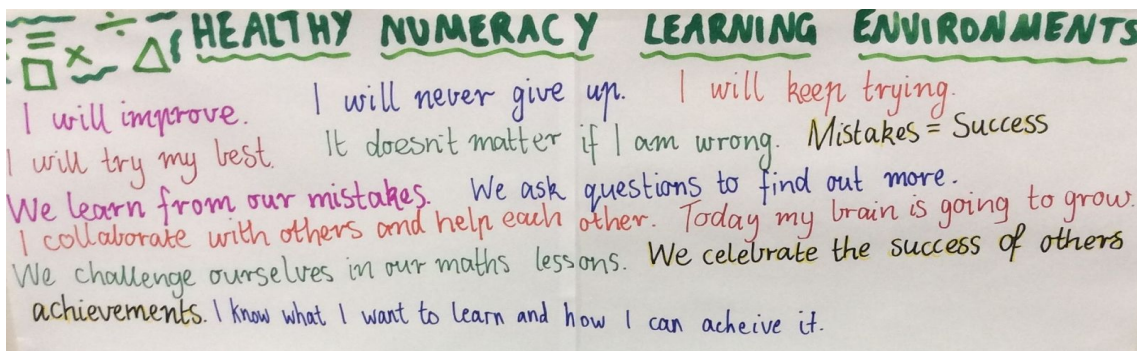 HEALTHY NUMERACY LEARNING ENVIRONMENTS
I will improve. I will never give up. I will keep trying.
I will try my best. It doesn't matter if I am wrong. Mistakes = Success
We learn from our mistakes. We ask questions to find out more.
I collaborate with others and help each other. Today my brain is going to grow.
We challenge ourselves in our maths lessons. We celebrate the success of others
achievements. I know what I want to learn and how I can acheive it.